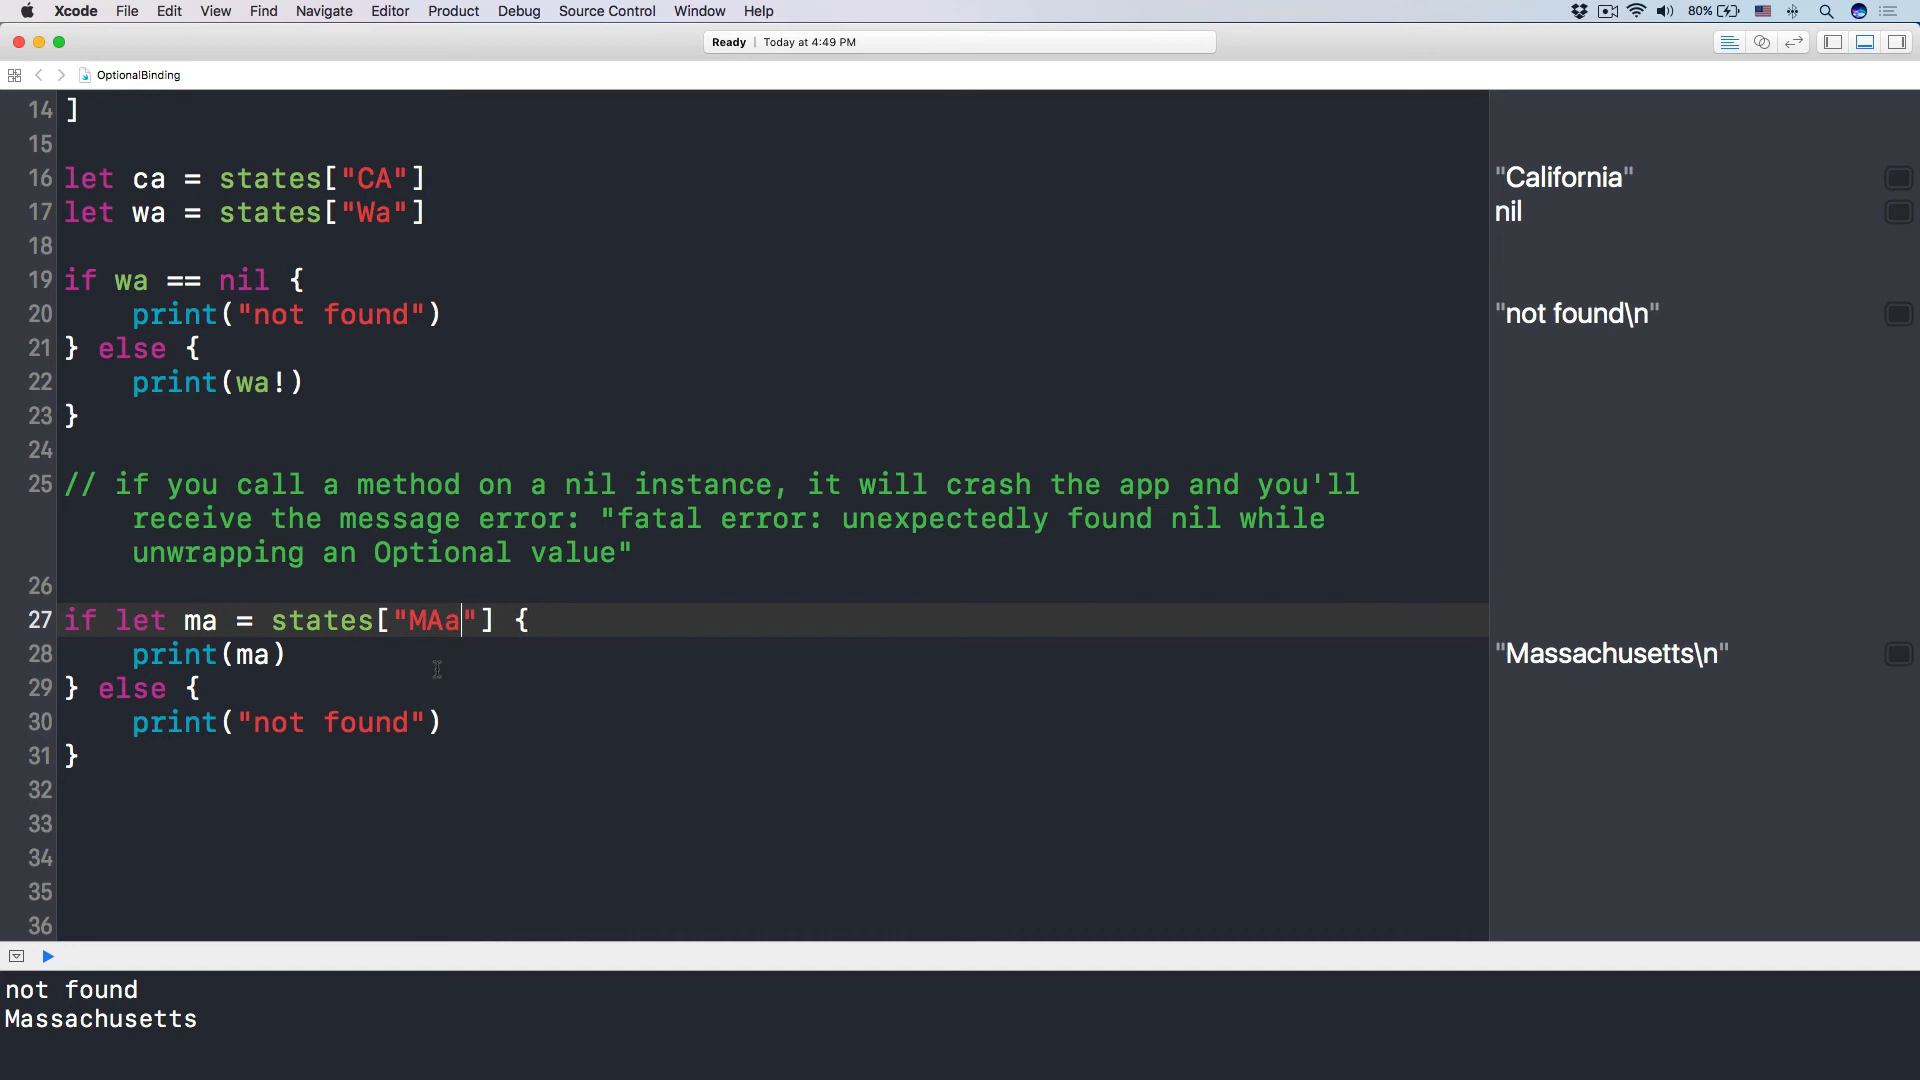 Xcode File Edit View Find Navigate Editor Product Debug Source Control Window Help 80%
Ready | Today at 4:49 PM
OptionalBinding
14 ]
15
16 let ca = states["CA"] "California"
17 let wa = states["Wa"] nil
18
19 if wa == nil {
20 print("not found") "not found\n"
21 } else {
22 print(wa!)
23 }
24
25 // if you call a method on a nil instance, it will crash the app and you'll
receive the message error: "fatal error: unexpectedly found nil while
unwrapping an Optional value"
26
27 if let ma = states["MAa"] {
28 print(ma) "Massachusetts\n"
29 } else {
30 print("not found")
31 }
32
33
34
35
36
not found
Massachusetts